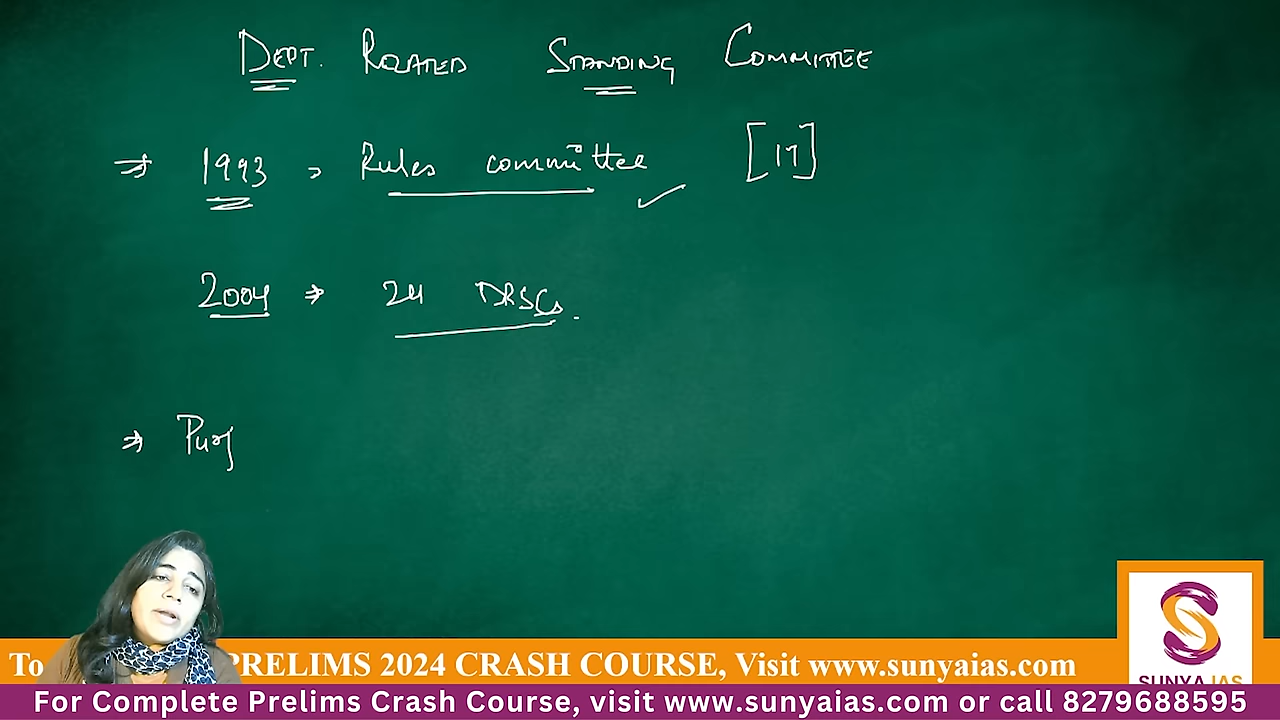 DEPT. RELATED STANDING COMMITTEE
⇒ 1993 > Rules committee [17]
2004 ⇒ 24 DRSCs.
⇒ Purp
To PRELIMS 2024 CRASH COURSE, Visit www.sunyaias.com
SUNYA IAS
For Complete Prelims Crash Course, visit www.sunyaias.com or call 8279688595